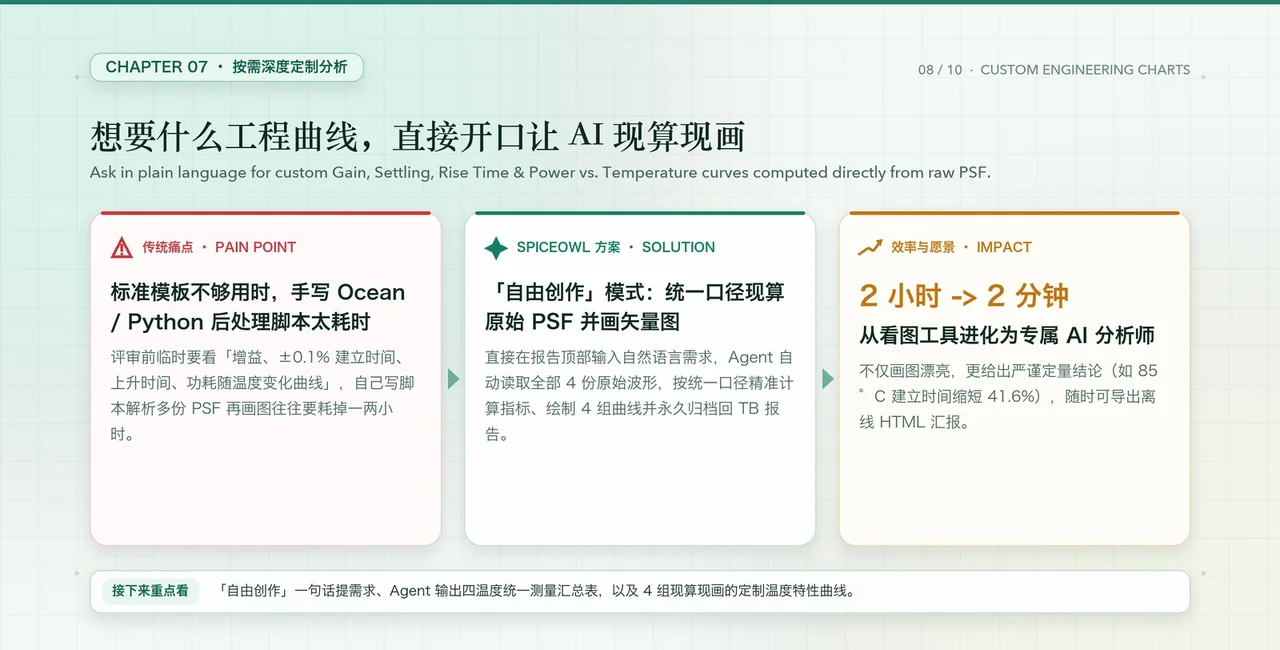 CHAPTER 07 · 按需深度定制分析
08 / 10 · CUSTOM ENGINEERING CHARTS
想要什么工程曲线，直接开口让 AI 现算现画
Ask in plain language for custom Gain, Settling, Rise Time & Power vs. Temperature curves computed directly from raw PSF.
传统痛点 · PAIN POINT
标准模板不够用时，手写 Ocean
/ Python 后处理脚本太耗时
评审前临时要看「增益、±0.1% 建立时间、
上升时间、功耗随温度变化曲线」，自己写脚
本解析多份 PSF 再画图往往要耗掉一两小
时。
SPICEOWL 方案 · SOLUTION
「自由创作」模式：统一口径现算
原始 PSF 并画矢量图
直接在报告顶部输入自然语言需求，Agent 自
动读取全部 4 份原始波形，按统一口径精准计
算指标、绘制 4 组曲线并永久归档回 TB 报
告。
效率与愿景 · IMPACT
2 小时 -> 2 分钟
从看图工具进化为专属 AI 分析师
不仅画图漂亮，更给出严谨定量结论（如 85
°C 建立时间缩短 41.6%），随时可导出离
线 HTML 汇报。
接下来重点看 「自由创作」一句话提需求、Agent 输出四温度统一测量汇总表，以及 4 组现算现画的定制温度特性曲线。